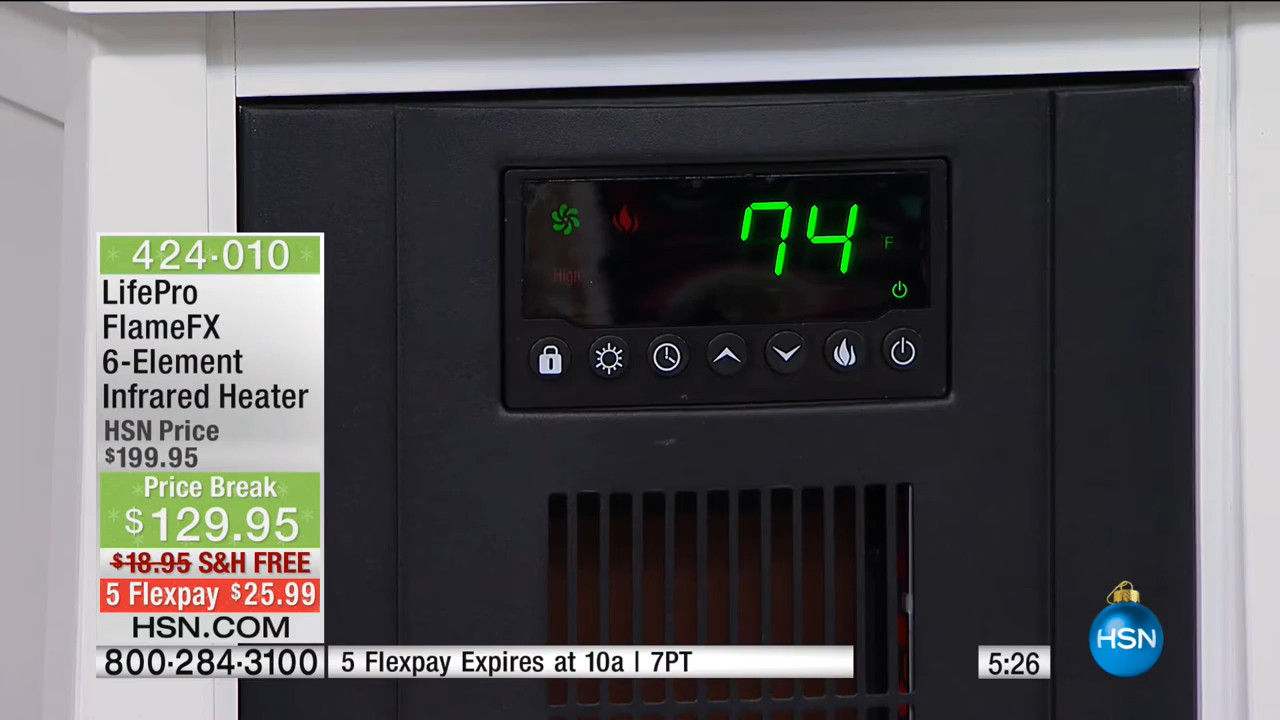 74
F
High
424·010
LifePro
FlameFX
6-Element
Infrared Heater
HSN Price
$199.95
Price Break
$129.95
$18.95 S&H FREE
5 Flexpay $25.99
HSN.COM
800·284·3100
5 Flexpay Expires at 10a | 7PT
5:26
HSN